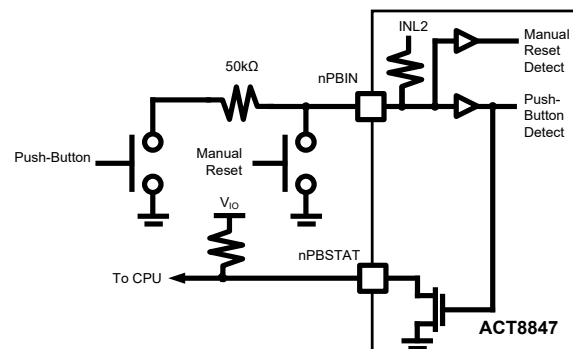 INL2
Manual
Reset
Detect
50kΩ
nPBIN
Push-
Button
Detect
Push-Button
Manual
Reset
VIO
nPBSTAT
To CPU
ACT8847